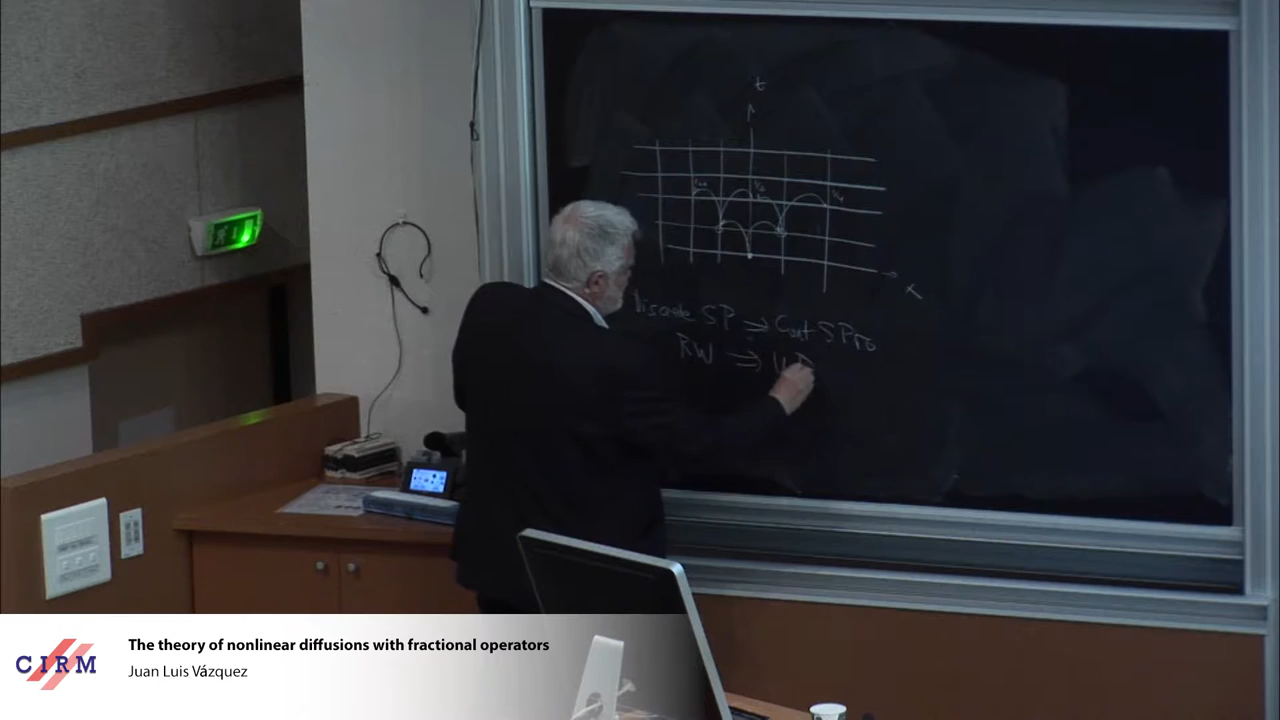 t
x
Discrete SP ⇒ Cont SPro
RW ⇒
CIRM
The theory of nonlinear diffusions with fractional operators
Juan Luis Vázquez